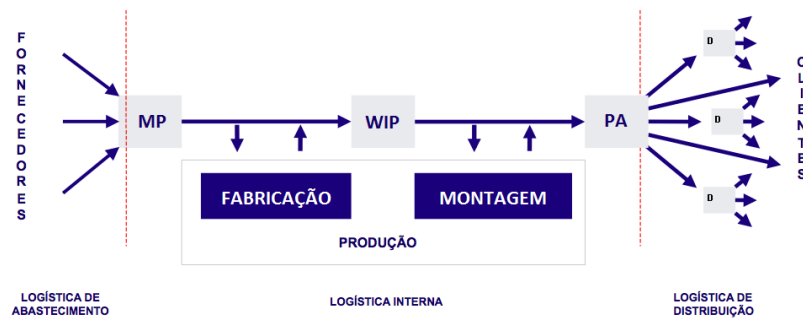 FORNECEDORES
MP
WIP
PA
D
D
D
CLIENTES
FABRICAÇÃO
MONTAGEM
PRODUÇÃO
LOGÍSTICA DE
ABASTECIMENTO
LOGÍSTICA INTERNA
LOGÍSTICA DE
DISTRIBUIÇÃO